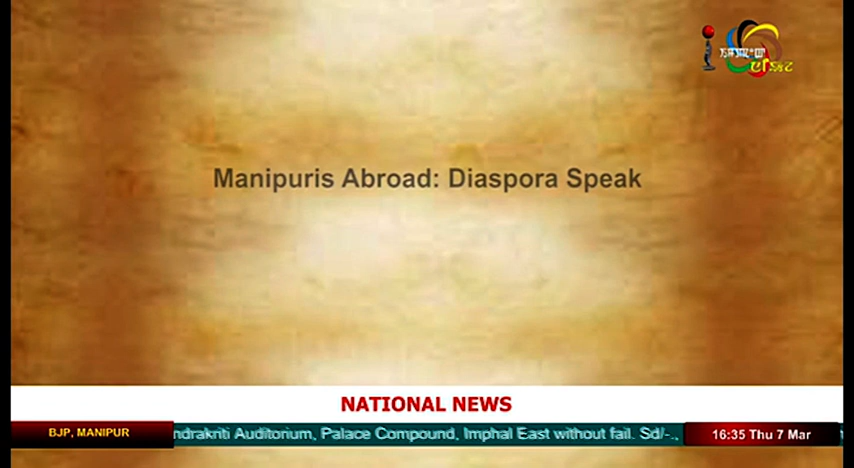 Manipuris Abroad: Diaspora Speak
NATIONAL NEWS
BJP, MANIPUR
ndrakriti Auditorium, Palace Compound, Imphal East without fail. Sd/-.,
16:35 Thu 7 Mar